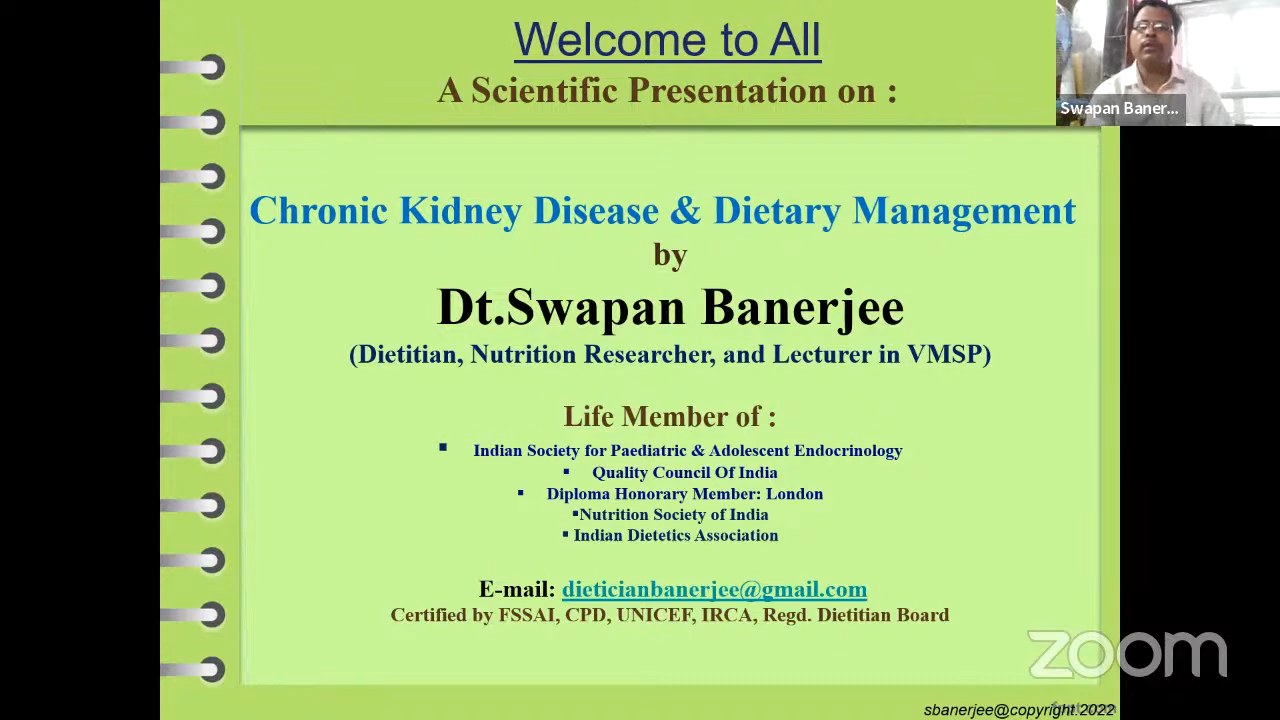 Welcome to All
A Scientific Presentation on :
Swapan Baner...
Chronic Kidney Disease & Dietary Management
by
Dt.Swapan Banerjee
(Dietitian, Nutrition Researcher, and Lecturer in VMSP)
Life Member of :
▪ Indian Society for Paediatric & Adolescent Endocrinology
▪ Quality Council Of India
▪ Diploma Honorary Member: London
▪Nutrition Society of India
▪ Indian Dietetics Association
E-mail: dieticianbanerjee@gmail.com
Certified by FSSAI, CPD, UNICEF, IRCA, Regd. Dietitian Board
zoom
sbanerjee@copyright 2022